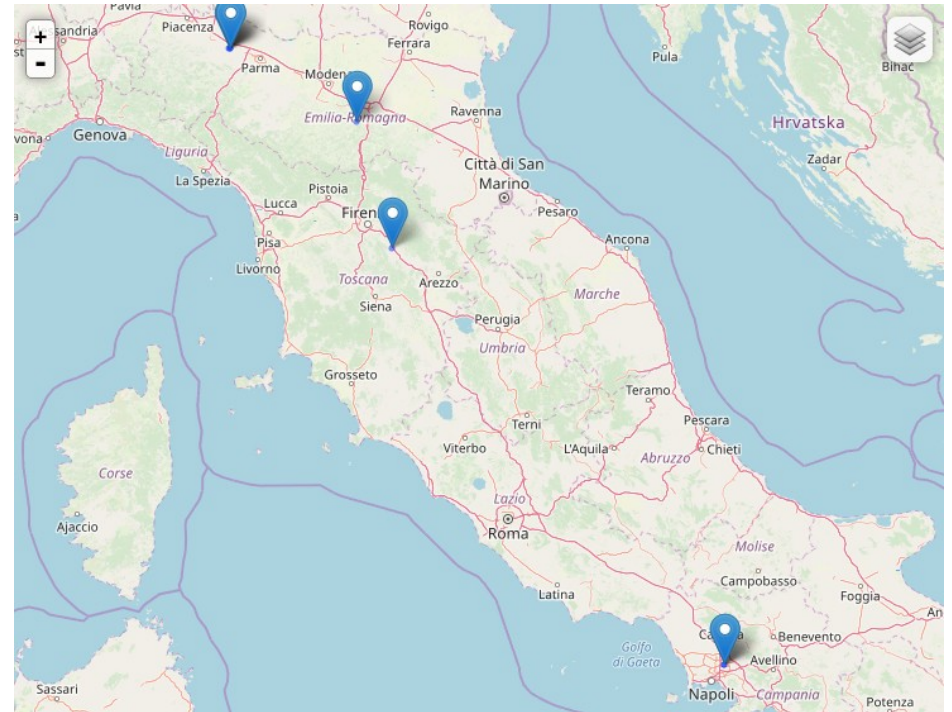 Pavia
Piacenza
Rovigo
Ferrara
Pula
Bihać
+
-
Parma
Ravenna
Hrvatska
Genova
Emilia-Romagna
Liguria
La Spezia
Città di San
Marino
Zadar
Pistoia
Lucca
Pesaro
Pisa
Ancona
Livorno
Toscana
Arezzo
Marche
Siena
Perugia
Umbria
Grosseto
Teramo
Terni
Pescara
Viterbo
L'Aquila
Abruzzo
Chieti
Corse
Lazio
Ajaccio
Roma
Molise
Latina
Campobasso
Foggia
Benevento
Golfo
di Gaeta
Avellino
Sassari
Napoli
Campania
Potenza